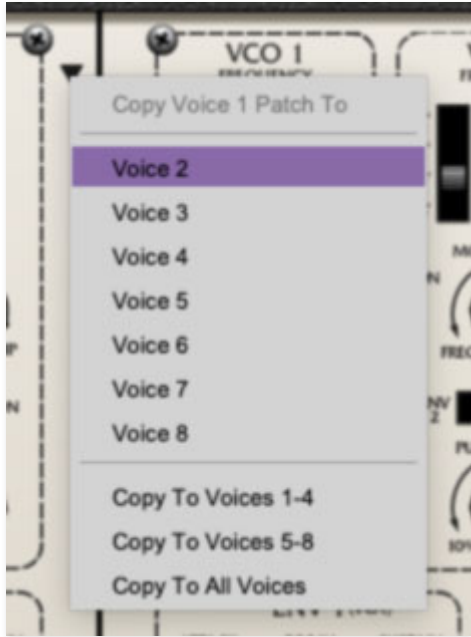 VCO 1
FREQUENCY
Copy Voice 1 Patch To
Voice 2
Voice 3
Voice 4
Voice 5
Voice 6
Voice 7
Voice 8
Copy To Voices 1-4
Copy To Voices 5-8
Copy To All Voices